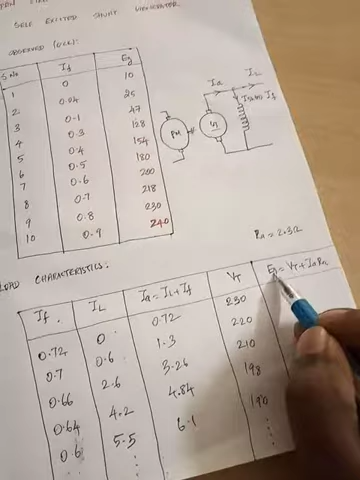 SELF EXCITED SHUNT GENERATOR
OBSERVED (OCC):
S.No If Eg
1 0 10
2 0.04 25
3 0.1 47
4 0.3 128
5 0.4 154
6 0.5 180
7 0.6 200
8 0.7 218
9 0.8 230
10 0.9 240
Ia IL
If
PM
G
RA = 2.3Ω
LOAD CHARACTERISTICS:
If. IL Ia = IL + If VT Eg = VT + IaRa
0.72 0 0.72 230
0.7 0.6 1.3 220
0.66 2.6 3.26 210
0.64 4.2 4.84 198
0.6 5.5 6.1 190